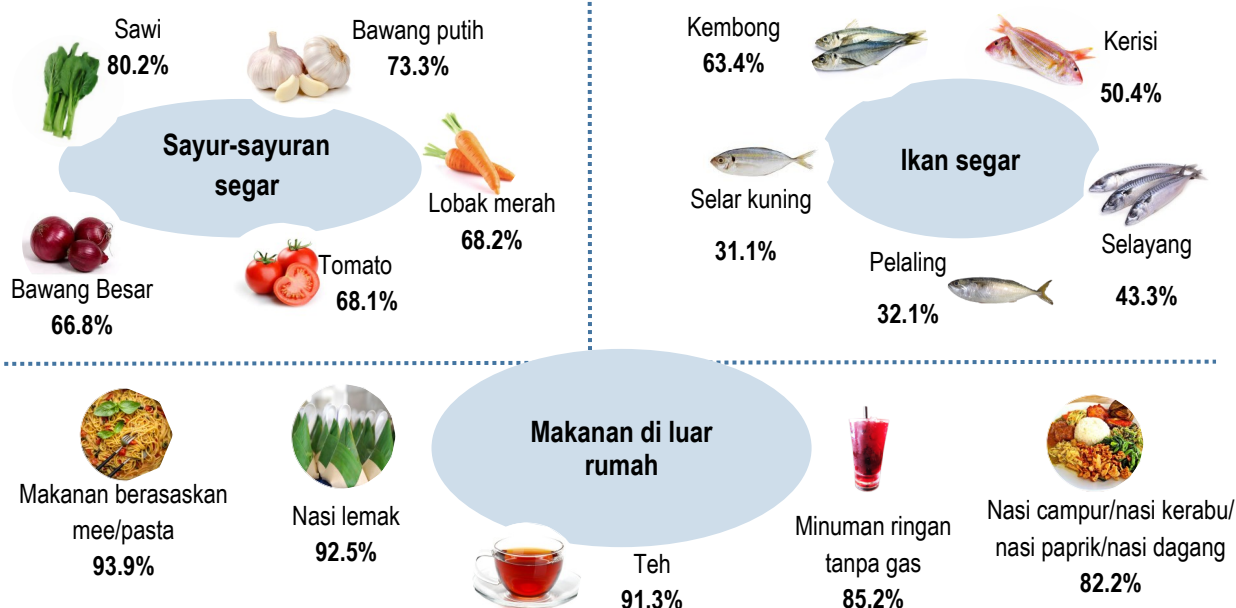 Sayur-sayuran
segar
Sawi
80.2%
Bawang putih
73.3%
Lobak merah
68.2%
Tomato
68.1%
Bawang Besar
66.8%
Ikan segar
Kembong
63.4%
Kerisi
50.4%
Selayang
43.3%
Pelaling
32.1%
Selar kuning
31.1%
Makanan di luar
rumah
Makanan berasaskan
mee/pasta
93.9%
Nasi lemak
92.5%
Teh
91.3%
Minuman ringan
tanpa gas
85.2%
Nasi campur/nasi kerabu/
nasi paprik/nasi dagang
82.2%